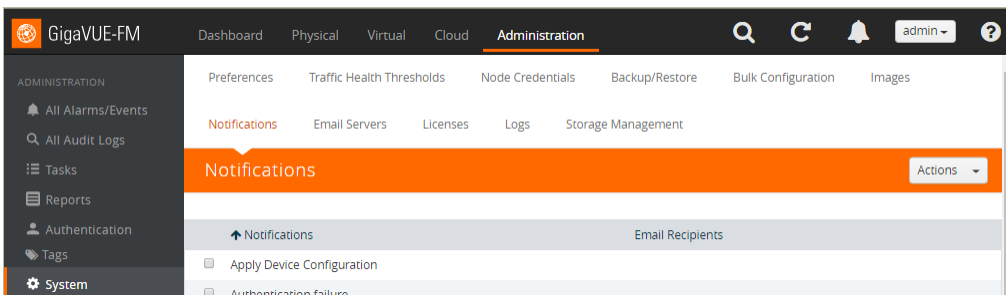 GigaVUE-FM Dashboard Physical Virtual Cloud Administration admin
ADMINISTRATION
All Alarms/Events
All Audit Logs
Tasks
Reports
Authentication
Tags
System
Preferences Traffic Health Thresholds Node Credentials Backup/Restore Bulk Configuration Images
Notifications Email Servers Licenses Logs Storage Management
Notifications Actions
Notifications Email Recipients
Apply Device Configuration
Authentication failure